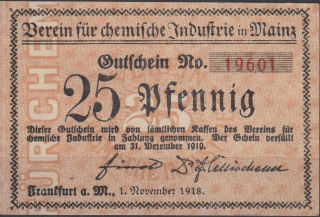 Verein für chemische Industrie in Mainz
Gutschein No. 19601
25 Pfennig
Dieser Gutschein wird von sämtlichen Kassen des Vereins für
chemische Industrie in Zahlung genommen. Der Schein verfällt
am 31. Dezember 1919.
Frankfurt a. M., 1. November 1918.